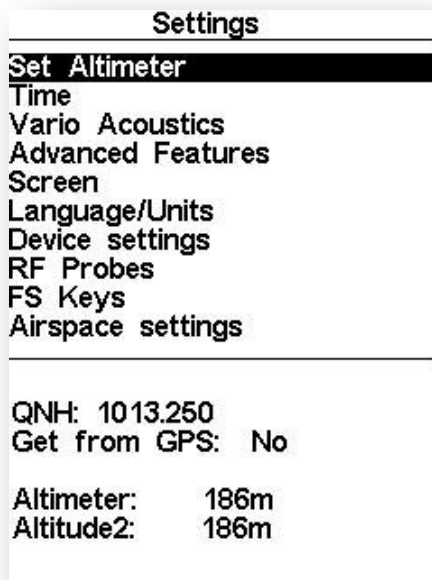 Settings
Set Altimeter
Time
Vario Acoustics
Advanced Features
Screen
Language/Units
Device settings
RF Probes
FS Keys
Airspace settings
QNH: 1013.250
Get from GPS: No
Altimeter: 186m
Altitude2: 186m